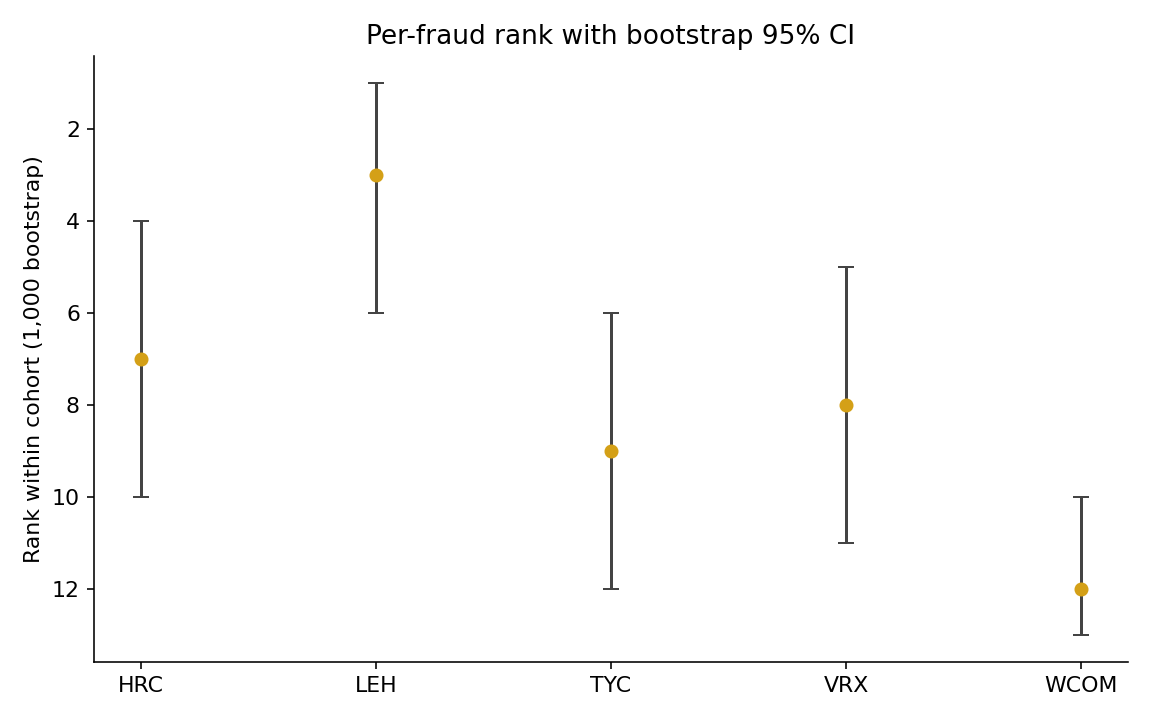 Per-fraud rank with bootstrap 95% CI
Rank within cohort (1,000 bootstrap)
2
4
6
8
10
12
HRC
LEH
TYC
VRX
WCOM